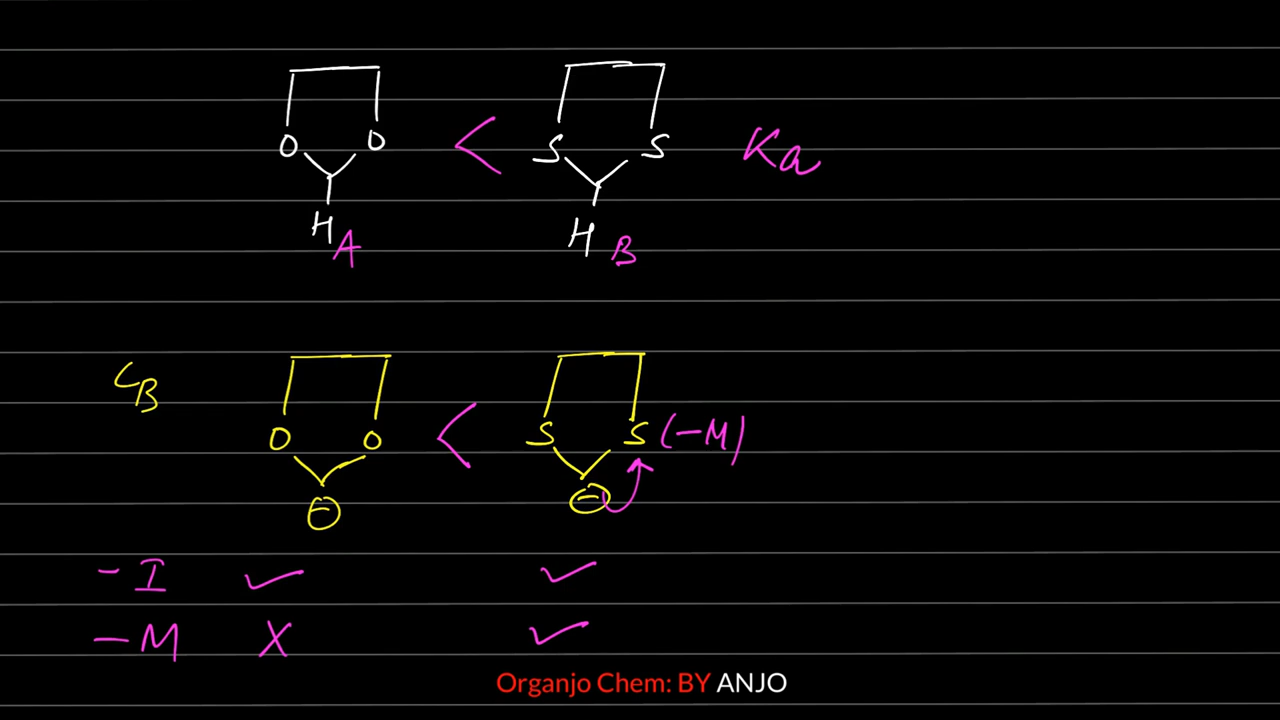 O O < S S Ka
H A H B
CB O O < S S (-M)
⊖ ⊖
- I ✓ ✓
- M X ✓
Organjo Chem: BY ANJO